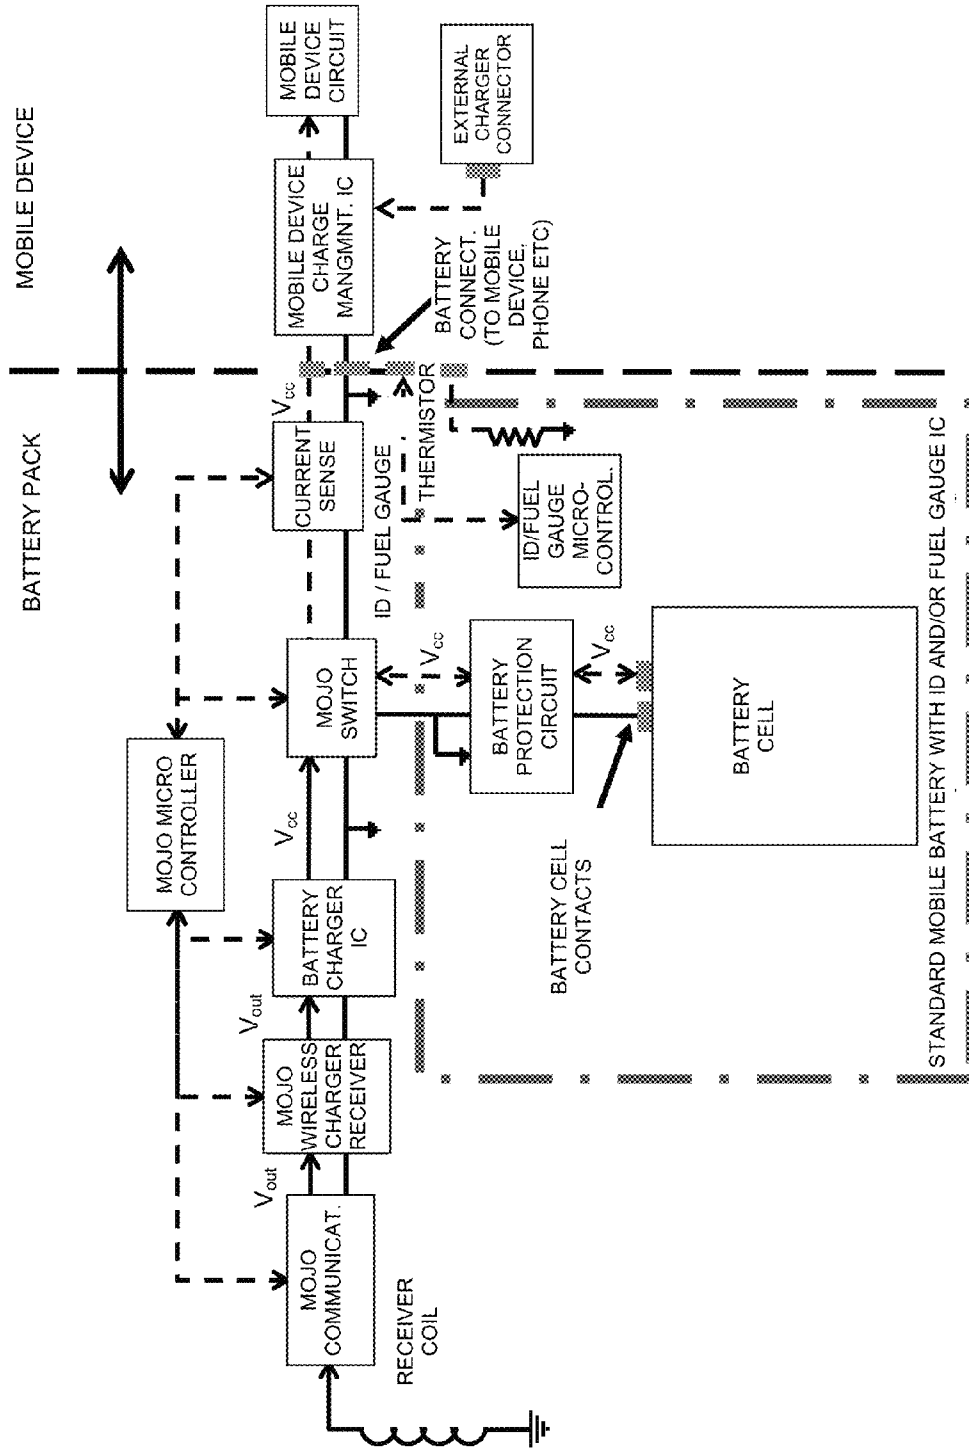 BATTERY PACK
MOBILE DEVICE
MOJO MICRO
CONTROLLER
MOJO
COMMUNICAT.
RECEIVER
COIL
Vout
MOJO
WIRELESS
CHARGER
RECEIVER
Vout
BATTERY
CHARGER
IC
Vcc
MOJO
SWITCH
CURRENT
SENSE
Vcc
MOBILE DEVICE
CHARGE
MANGMNT. IC
MOBILE
DEVICE
CIRCUIT
ID / FUEL GAUGE
THERMISTOR
BATTERY
CONNECT.
(TO MOBILE
DEVICE,
PHONE ETC)
EXTERNAL
CHARGER
CONNECTOR
Vcc
BATTERY
PROTECTION
CIRCUIT
Vcc
ID/FUEL
GAUGE
MICRO-
CONTROL.
BATTERY CELL
CONTACTS
BATTERY
CELL
STANDARD MOBILE BATTERY WITH ID AND/OR FUEL GAUGE IC